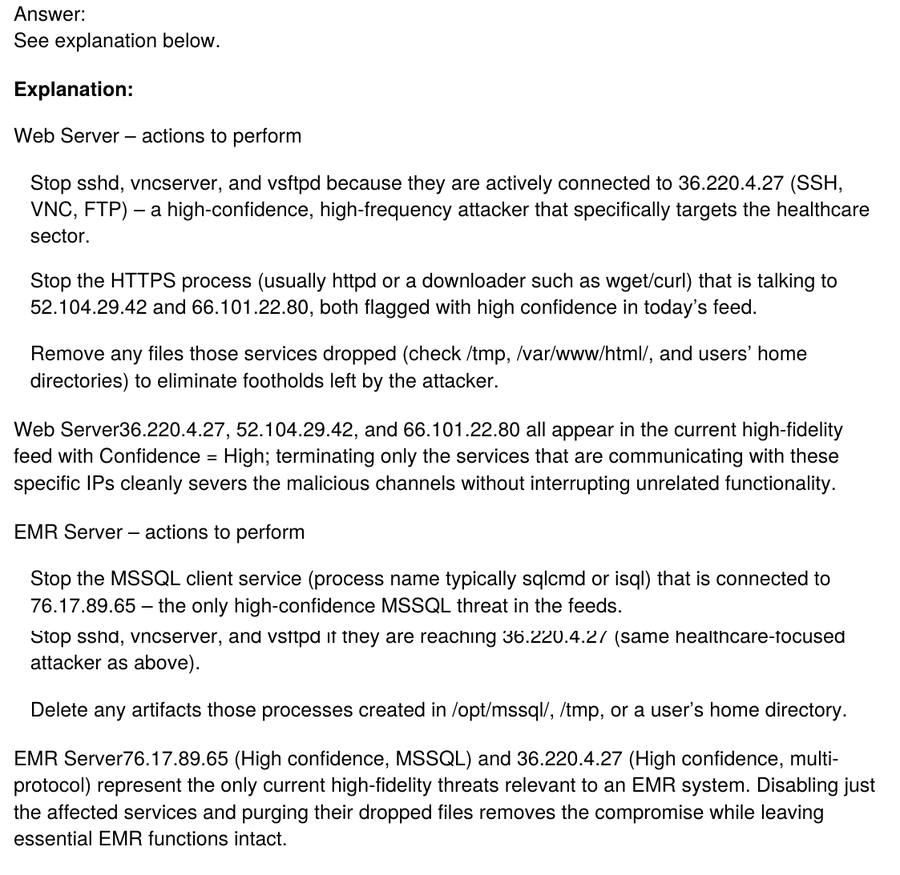 Answer:
See explanation below.
Explanation:
Web Server – actions to perform
Stop sshd, vncserver, and vsftpd because they are actively connected to 36.220.4.27 (SSH,
VNC, FTP) – a high-confidence, high-frequency attacker that specifically targets the healthcare
sector.
Stop the HTTPS process (usually httpd or a downloader such as wget/curl) that is talking to
52.104.29.42 and 66.101.22.80, both flagged with high confidence in today’s feed.
Remove any files those services dropped (check /tmp, /var/www/html/, and users’ home
directories) to eliminate footholds left by the attacker.
Web Server36.220.4.27, 52.104.29.42, and 66.101.22.80 all appear in the current high-fidelity
feed with Confidence = High; terminating only the services that are communicating with these
specific IPs cleanly severs the malicious channels without interrupting unrelated functionality.
EMR Server – actions to perform
Stop the MSSQL client service (process name typically sqlcmd or isql) that is connected to
76.17.89.65 – the only high-confidence MSSQL threat in the feeds.
Stop sshd, vncserver, and vsftpd if they are reaching 36.220.4.27 (same healthcare-focused
attacker as above).
Delete any artifacts those processes created in /opt/mssql/, /tmp, or a user’s home directory.
EMR Server76.17.89.65 (High confidence, MSSQL) and 36.220.4.27 (High confidence, multi-
protocol) represent the only current high-fidelity threats relevant to an EMR system. Disabling just
the affected services and purging their dropped files removes the compromise while leaving
essential EMR functions intact.